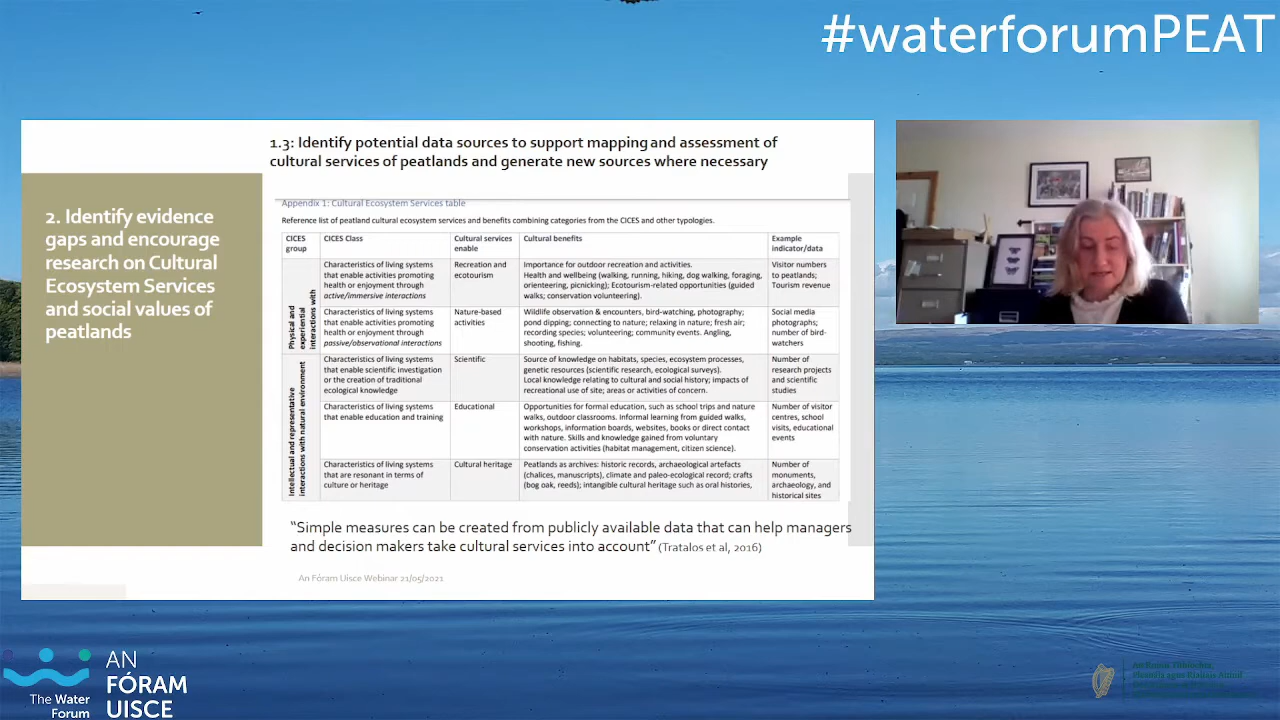 #waterforumPEAT
1.3: Identify potential data sources to support mapping and assessment of
cultural services of peatlands and generate new sources where necessary
2. Identify evidence
gaps and encourage
research on Cultural
Ecosystem Services
and social values of
peatlands
Appendix 1: Cultural Ecosystem Services table
Reference list of peatland cultural ecosystem services and benefits combining categories from the CICES and other typologies.
CICES
group
CICES Class
Cultural services
enable
Cultural benefits
Example
indicator/data
Physical and
experiential
interactions with
Characteristics of living systems
that enable activities promoting
health or enjoyment through
active/immersive interactions
Recreation and
ecotourism
Importance for outdoor recreation and activities.
Health and wellbeing (walking, running, hiking, dog walking, foraging,
orienteering, picnicking); Ecotourism-related opportunities (guided
walks; conservation volunteering).
Visitor numbers
to peatlands;
Tourism revenue
Characteristics of living systems
that enable activities promoting
health or enjoyment through
passive/observational interactions
Nature-based
activities
Wildlife observation & encounters, bird-watching, photography;
pond dipping; connecting to nature; relaxing in nature; fresh air;
recording species; volunteering; community events. Angling,
shooting, fishing.
Social media
photographs;
number of bird-
watchers
Intellectual and representative
interactions with natural environment
Characteristics of living systems
that enable scientific investigation
or the creation of traditional
ecological knowledge
Scientific
Source of knowledge on habitats, species, ecosystem processes,
genetic resources (scientific research, ecological surveys).
Local knowledge relating to cultural and social history; impacts of
recreational use of site; areas or activities of concern.
Number of
research projects
and scientific
studies
Characteristics of living systems
that enable education and training
Educational
Opportunities for formal education, such as school trips and nature
walks, outdoor classrooms. Informal learning from guided walks,
workshops, information boards, websites, books or direct contact
with nature. Skills and knowledge gained from voluntary
conservation activities (habitat management, citizen science).
Number of visitor
centres, school
visits, educational
events
Characteristics of living systems
that are resonant in terms of
culture or heritage
Cultural heritage
Peatlands as archives: historic records, archaeological artefacts
(chalices, manuscripts), climate and paleo-ecological record; crafts
(bog oak, reeds); intangible cultural heritage such as oral histories,
Number of
monuments,
archaeology, and
historical sites
“Simple measures can be created from publicly available data that can help managers
and decision makers take cultural services into account” (Tratalos et al, 2016)
An Fóram Uisce Webinar 21/05/2021
The Water
Forum
AN
FÓRAM
UISCE